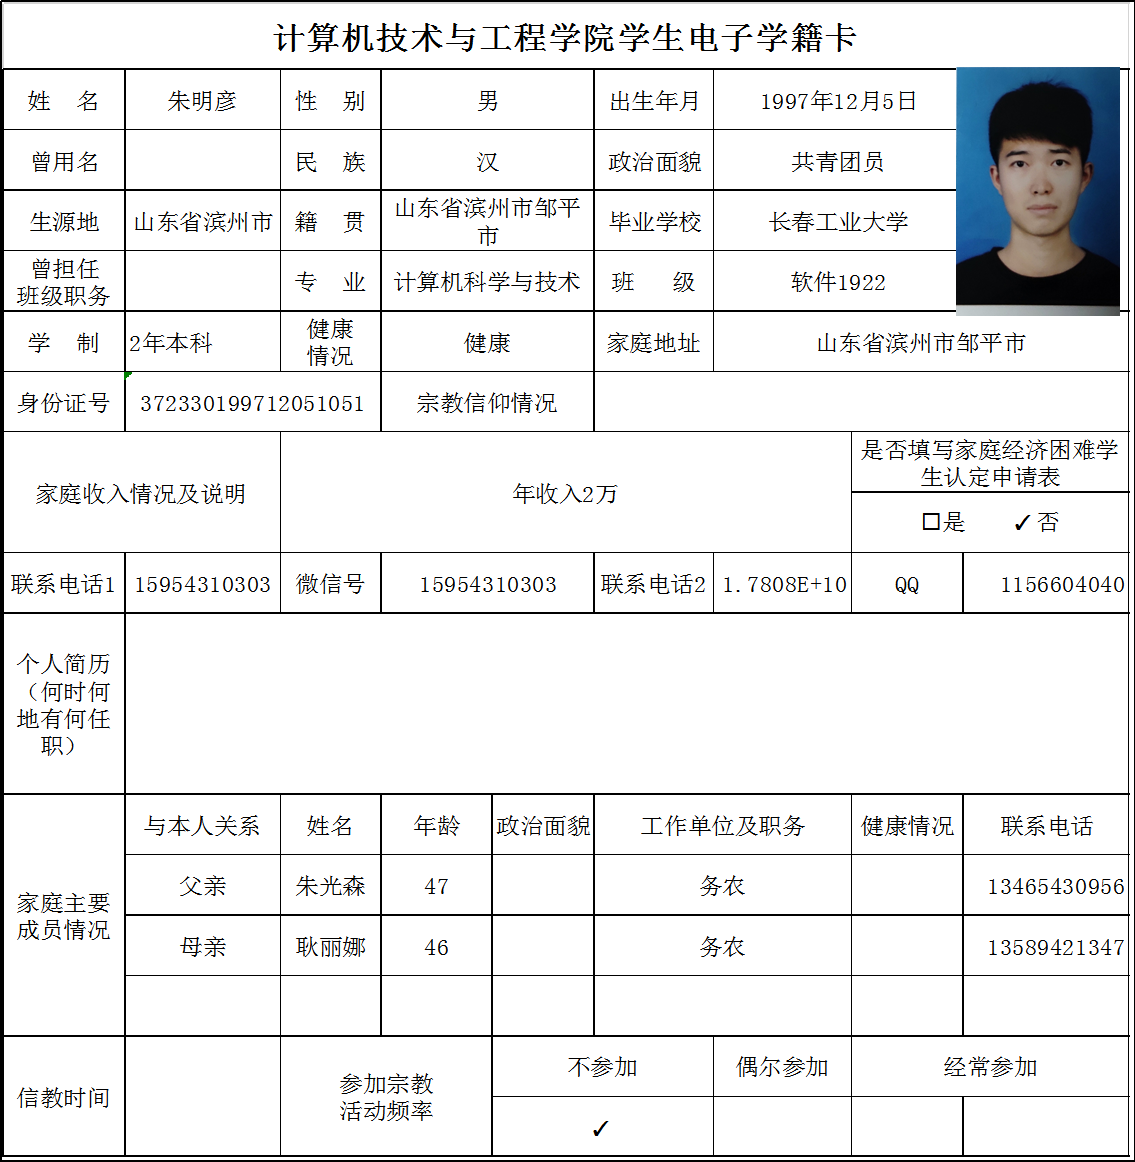 计算机技术与工程学院学生电子学籍卡
姓 名 朱明彦 性 别 男 出生年月 1997年12月5日
曾用名 民 族 汉 政治面貌 共青团员
生源地 山东省滨州市 籍 贯 山东省滨州市邹平市 毕业学校 长春工业大学
曾担任
班级职务 专 业 计算机科学与技术 班 级 软件1922
学 制 2年本科 健康
情况 健康 家庭地址 山东省滨州市邹平市
身份证号 372330199712051051 宗教信仰情况
家庭收入情况及说明 年收入2万 是否填写家庭经济困难学
生认定申请表
☐是 ✓否
联系电话1 15954310303 微信号 15954310303 联系电话2 1.7808E+10 QQ 1156604040
个人简历
（何时何
地有何任
职）
家庭主要
成员情况
与本人关系 姓名 年龄 政治面貌 工作单位及职务 健康情况 联系电话
父亲 朱光森 47 务农 13465430956
母亲 耿丽娜 46 务农 13589421347
信教时间 参加宗教
活动频率 不参加 偶尔参加 经常参加
✓